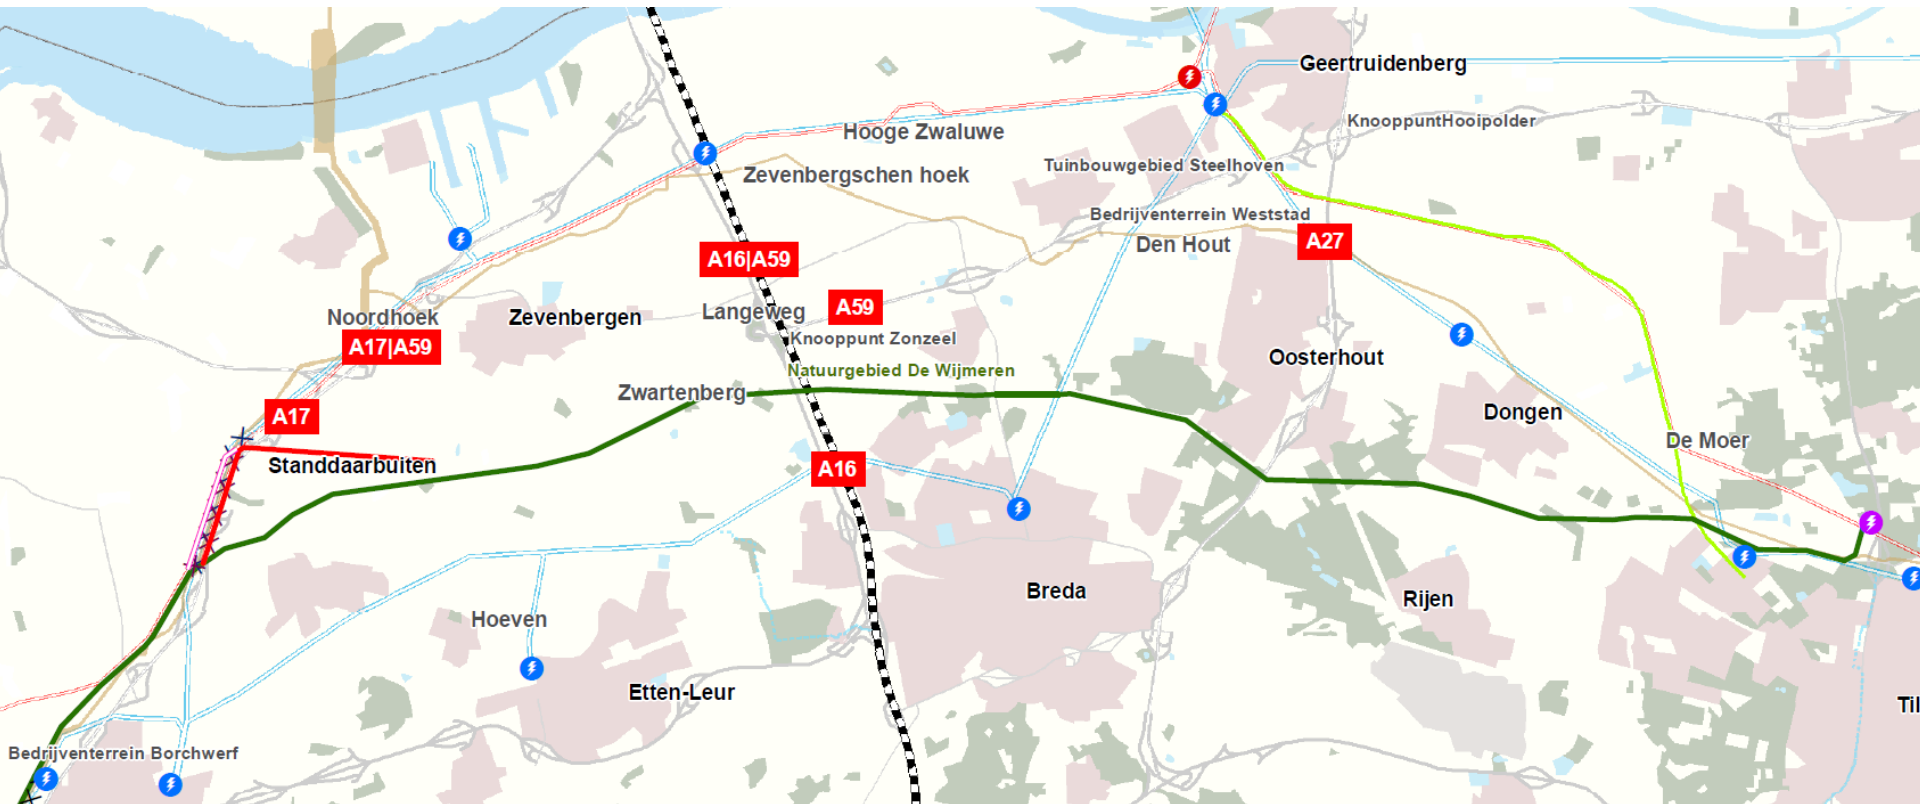 Geertruidenberg
KnooppuntHooipolder
Hooge Zwaluwe
Tuinbouwgebied Steelhoven
Zevenbergschen hoek
Bedrijventerrein Weststad
Den Hout
A27
A16|A59
A59
Langeweg
Noordhoek
Zevenbergen
Knooppunt Zonzeel
A17|A59
Oosterhout
Natuurgebied De Wijmeren
Zwartenberg
A17
Dongen
De Moer
Standdaarbuiten
A16
Breda
Rijen
Hoeven
Etten-Leur
Til
Bedrijventerrein Borchwerf